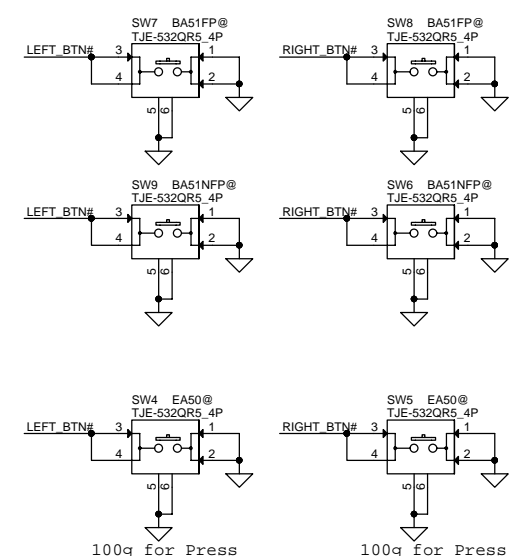 SW7 BA51FP@
TJE-532QR5_4P
LEFT_BTN# 3 1
4 2
5 6
SW8 BA51FP@
TJE-532QR5_4P
RIGHT_BTN# 3 1
4 2
5 6
SW9 BA51NFP@
TJE-532QR5_4P
LEFT_BTN# 3 1
4 2
5 6
SW6 BA51NFP@
TJE-532QR5_4P
RIGHT_BTN# 3 1
4 2
5 6
SW4 EA50@
TJE-532QR5_4P
LEFT_BTN# 3 1
4 2
5 6
100g for Press
SW5 EA50@
TJE-532QR5_4P
RIGHT_BTN# 3 1
4 2
5 6
100g for Press